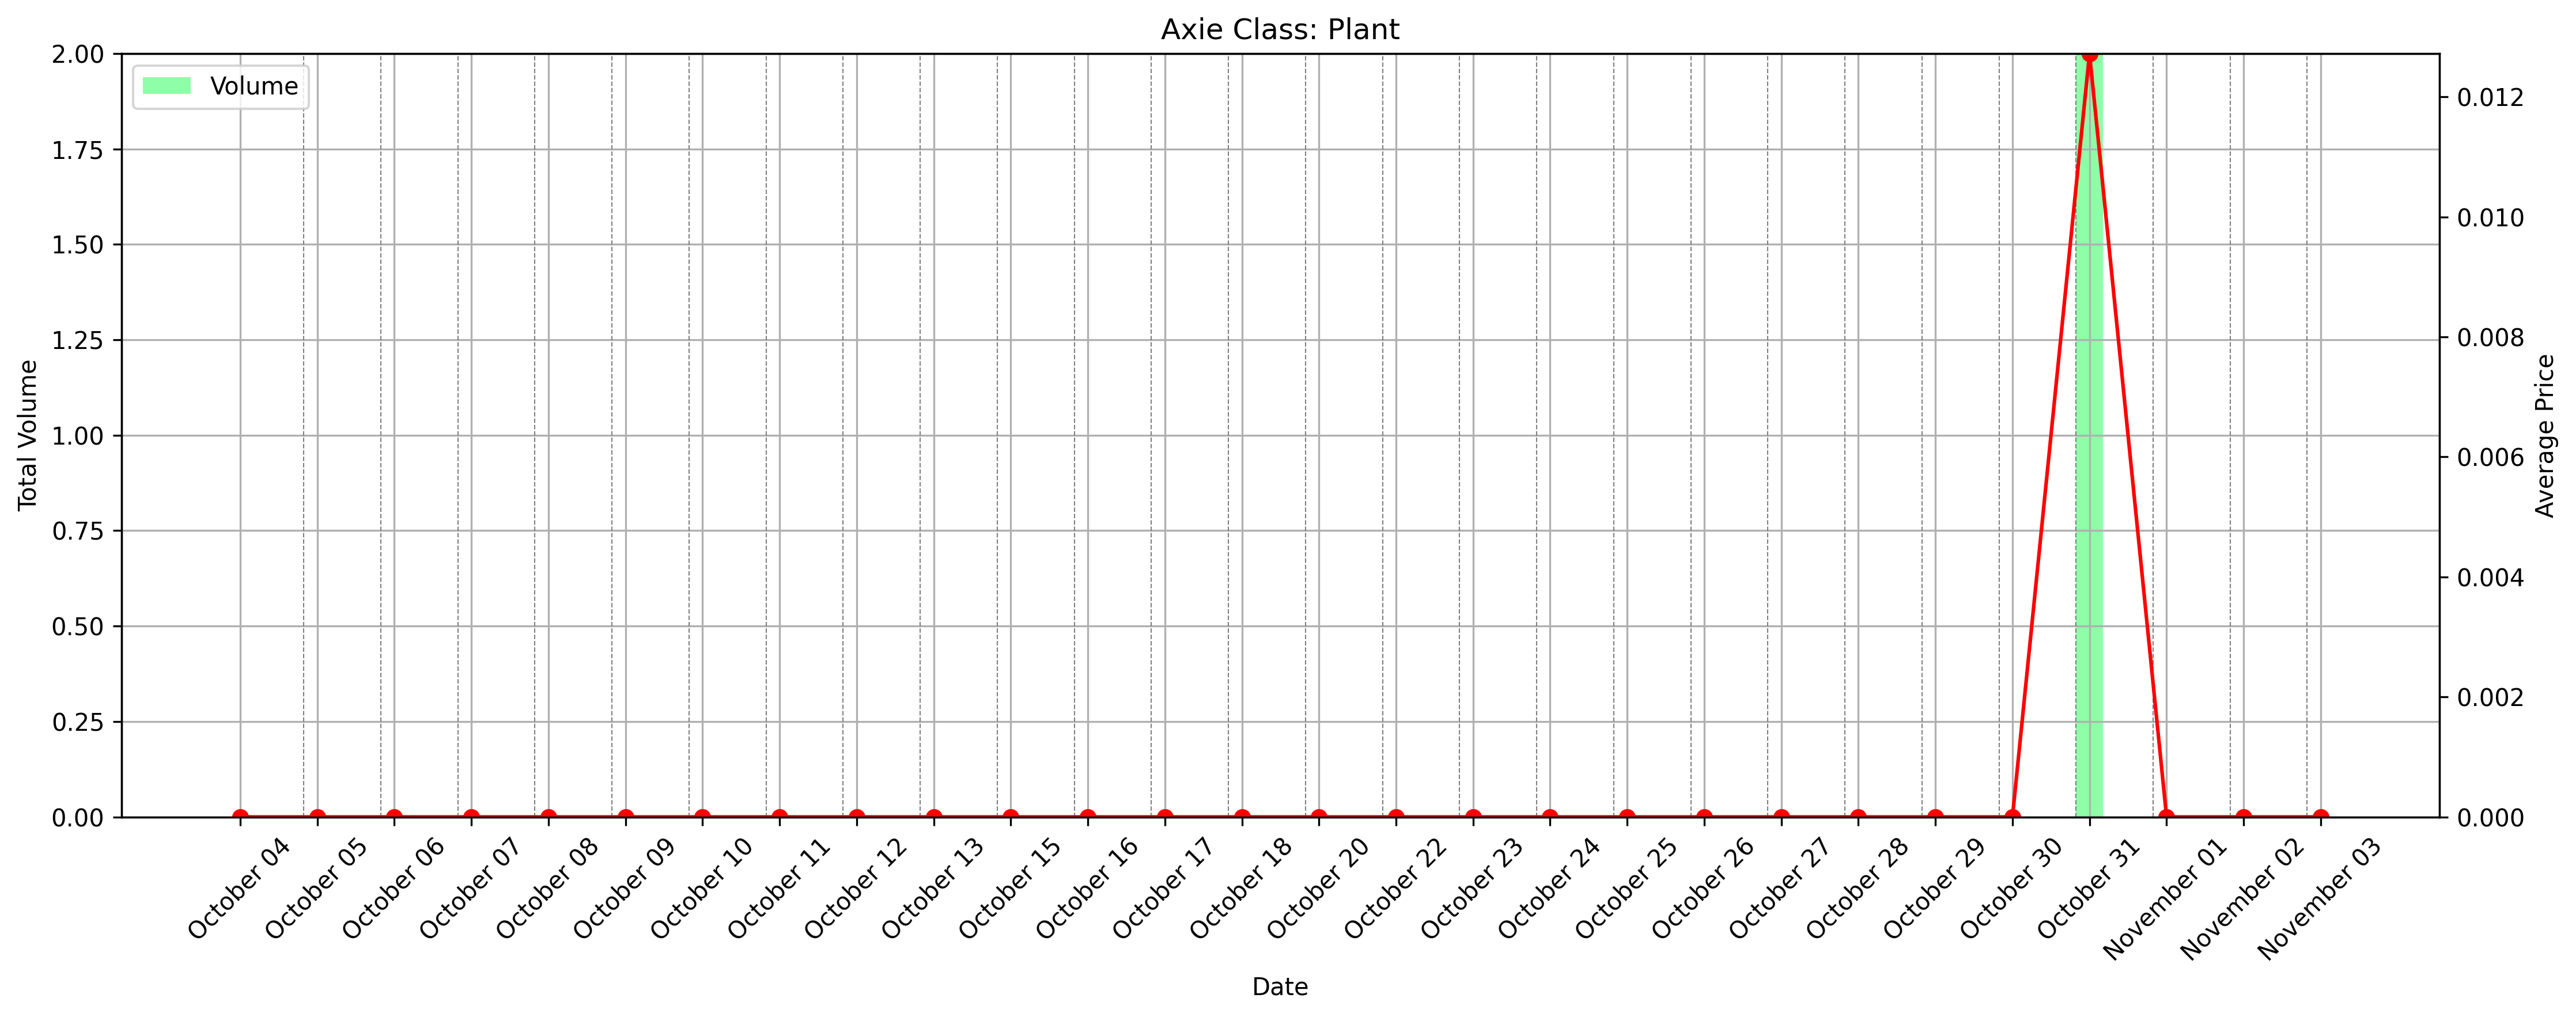 Axie Class: Plant
Volume
Total Volume
2.00
1.75
1.50
1.25
1.00
0.75
0.50
0.25
0.00
0.012
0.010
0.008
0.006
0.004
0.002
0.000
Average Price
October 04
October 05
October 06
October 07
October 08
October 09
October 10
October 11
October 12
October 13
October 15
October 16
October 17
October 18
October 20
October 22
October 23
October 24
October 25
October 26
October 27
October 28
October 29
October 30
October 31
November 01
November 02
November 03
Date